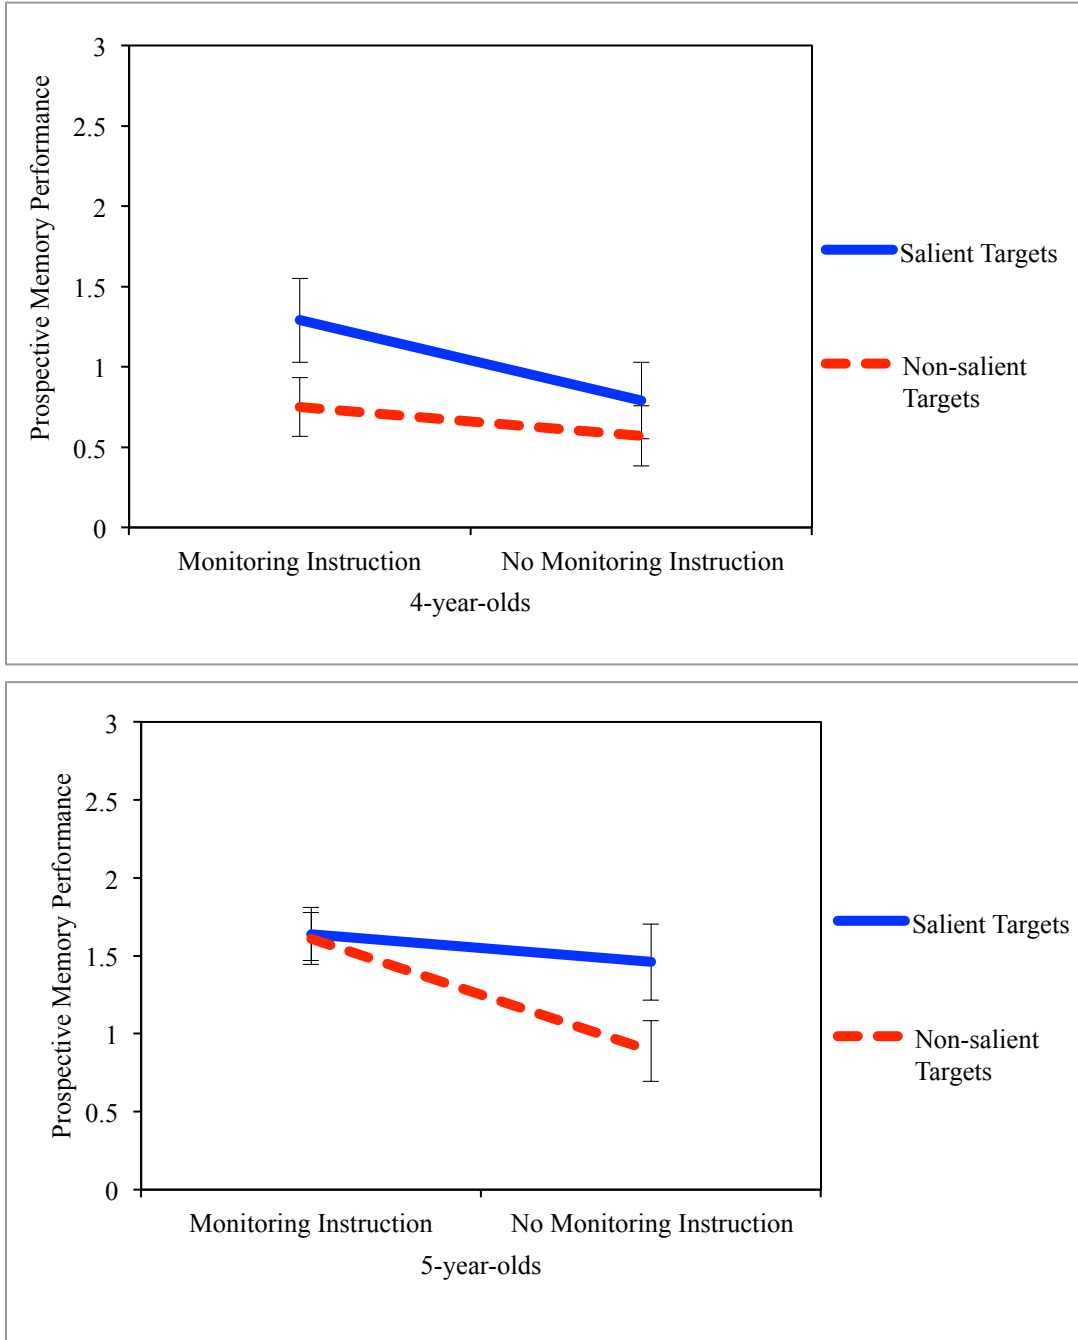 Prospective Memory Performance
3
2.5
2
1.5
1
0.5
0
Monitoring Instruction
No Monitoring Instruction
4-year-olds
Salient Targets
Non-salient
Targets
Prospective Memory Performance
3
2.5
2
1.5
1
0.5
0
Monitoring Instruction
No Monitoring Instruction
5-year-olds
Salient Targets
Non-salient
Targets